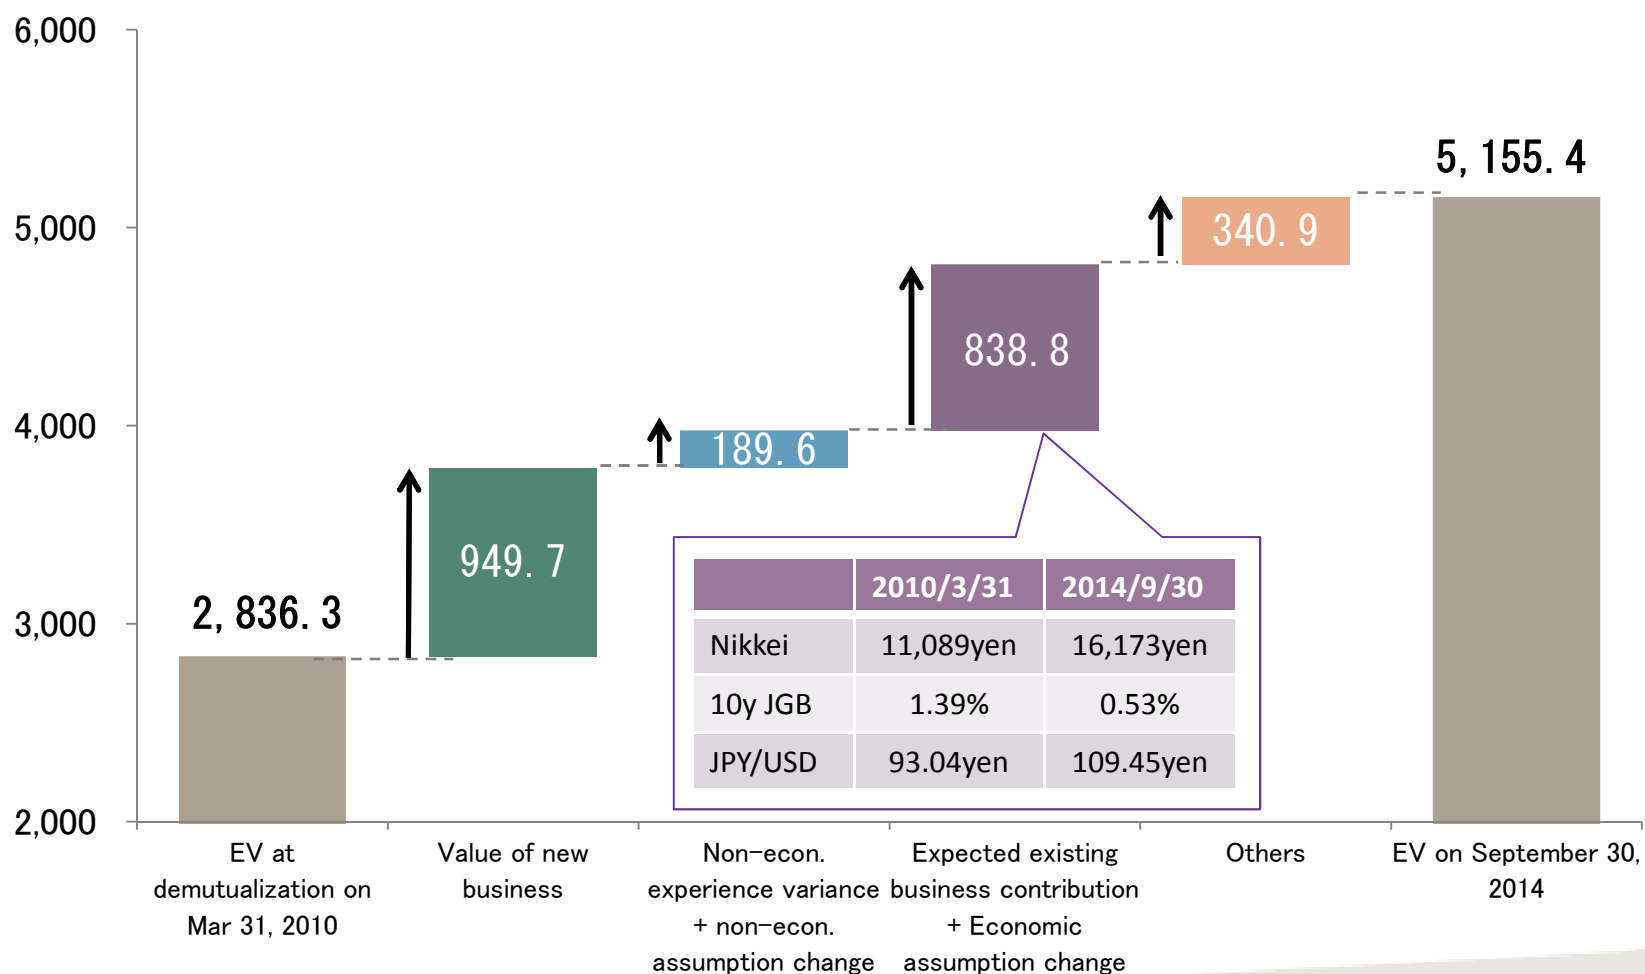 6,000
5,000
4,000
3,000
2,000
2,836.3
949.7
189.6
838.8
340.9
5,155.4
2010/3/31 2014/9/30
Nikkei 11,089yen 16,173yen
10y JGB 1.39% 0.53%
JPY/USD 93.04yen 109.45yen
EV at
demutualization on
Mar 31, 2010
Value of new
business
Non-econ.
experience variance
+ non-econ.
assumption change
Expected existing
business contribution
+ Economic
assumption change
Others
EV on September 30,
2014